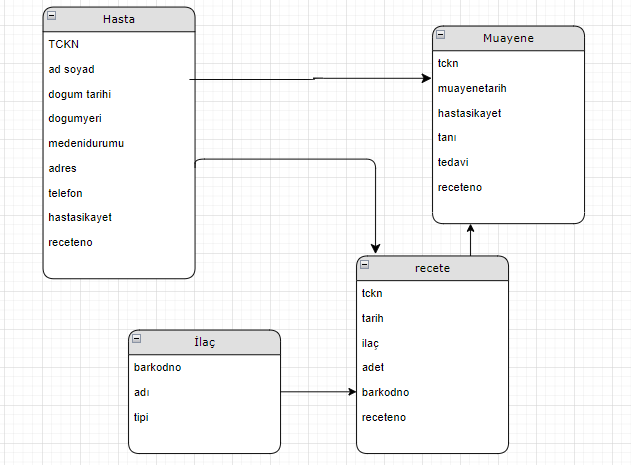 Hasta
TCKN
ad soyad
dogum tarihi
dogumyeri
medenidurumu
adres
telefon
hastasikayet
receteno
Muayene
tckn
muayenetarih
hastasikayet
tanı
tedavi
receteno
recete
tckn
tarih
ilaç
adet
barkodno
receteno
İlaç
barkodno
adı
tipi